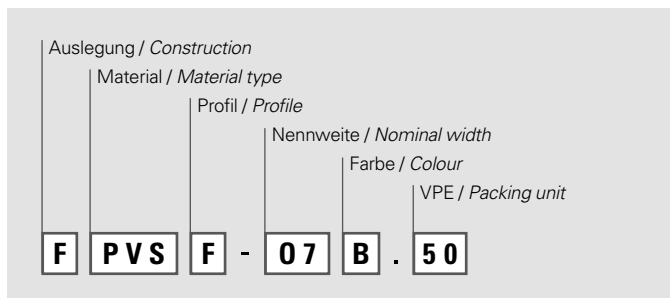 Auslegung / Construction
Material / Material type
Profil / Profile
Nennweite / Nominal width
Farbe / Colour
VPE / Packing unit
F PVS F - 07 B . 50